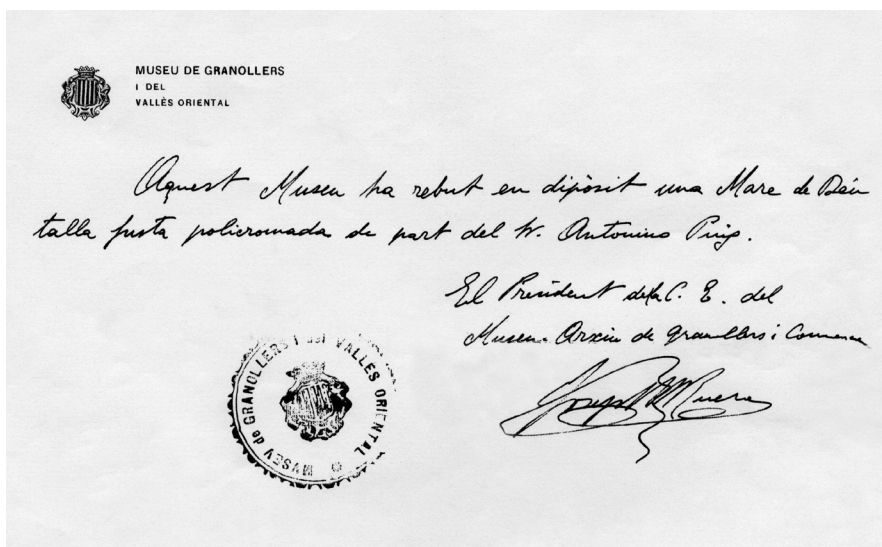 MUSEU DE GRANOLLERS
I DEL
VALLÈS ORIENTAL
Aquest Museu ha rebut en dipòsit una Mare de Déu
talla fusta policromada de part del Sr. Antonino Puig.
El President de la C. E. del
Museu-Arxiu de Granollers i Comarca
MVSEV de GRANOLLERS i del VALLES ORIENTAL